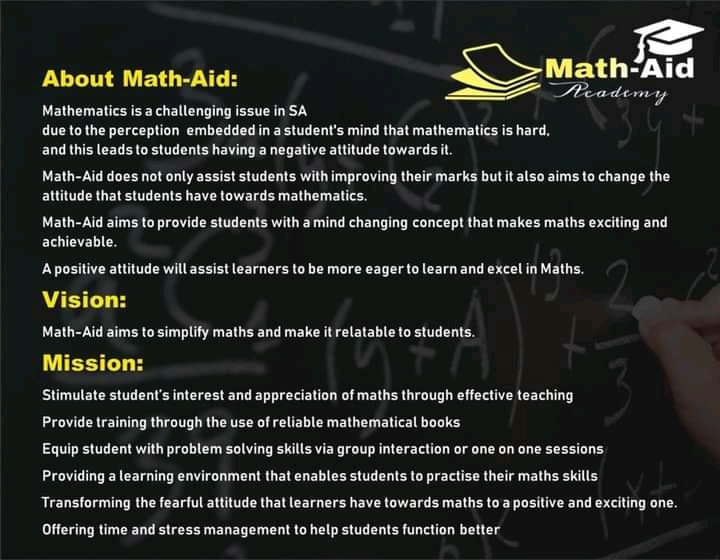 Math-Aid
Academy
About Math-Aid:
Mathematics is a challenging issue in SA
due to the perception embedded in a student's mind that mathematics is hard,
and this leads to students having a negative attitude towards it.
Math-Aid does not only assist students with improving their marks but it also aims to change the
attitude that students have towards mathematics.
Math-Aid aims to provide students with a mind changing concept that makes maths exciting and
achievable.
A positive attitude will assist learners to be more eager to learn and excel in Maths.
Vision:
Math-Aid aims to simplify maths and make it relatable to students.
Mission:
Stimulate student's interest and appreciation of maths through effective teaching
Provide training through the use of reliable mathematical books
Equip student with problem solving skills via group interaction or one on one sessions
Providing a learning environment that enables students to practise their maths skills
Transforming the fearful attitude that learners have towards maths to a positive and exciting one.
Offering time and stress management to help students function better